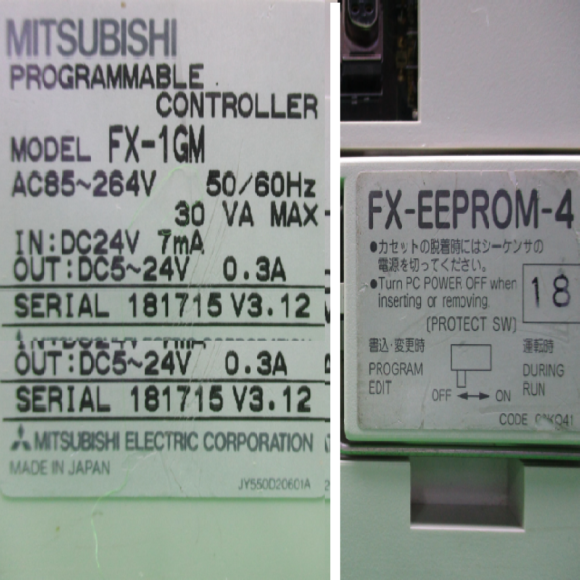 MITSUBISHI
PROGRAMMABLE
CONTROLLER
MODEL FX-1GM
AC85~264V 50/60Hz
30 VA MAX
IN:DC24V 7mA
OUT:DC5~24V 0.3A
SERIAL 181715 V3.12
OUT:DC5~24V 0.3A
SERIAL 181715 V3.12
MITSUBISHI ELECTRIC CORPORATION
MADE IN JAPAN
JY550D20601A
FX-EEPROM-4
●カセットの脱着時にはシーケンサの
電源を切ってください。
●Turn PC POWER OFF when
inserting or removing.
18
(PROTECT SW)
書込・変更時 運転時
PROGRAM DURING
EDIT RUN
OFF ◄─► ON
CODE